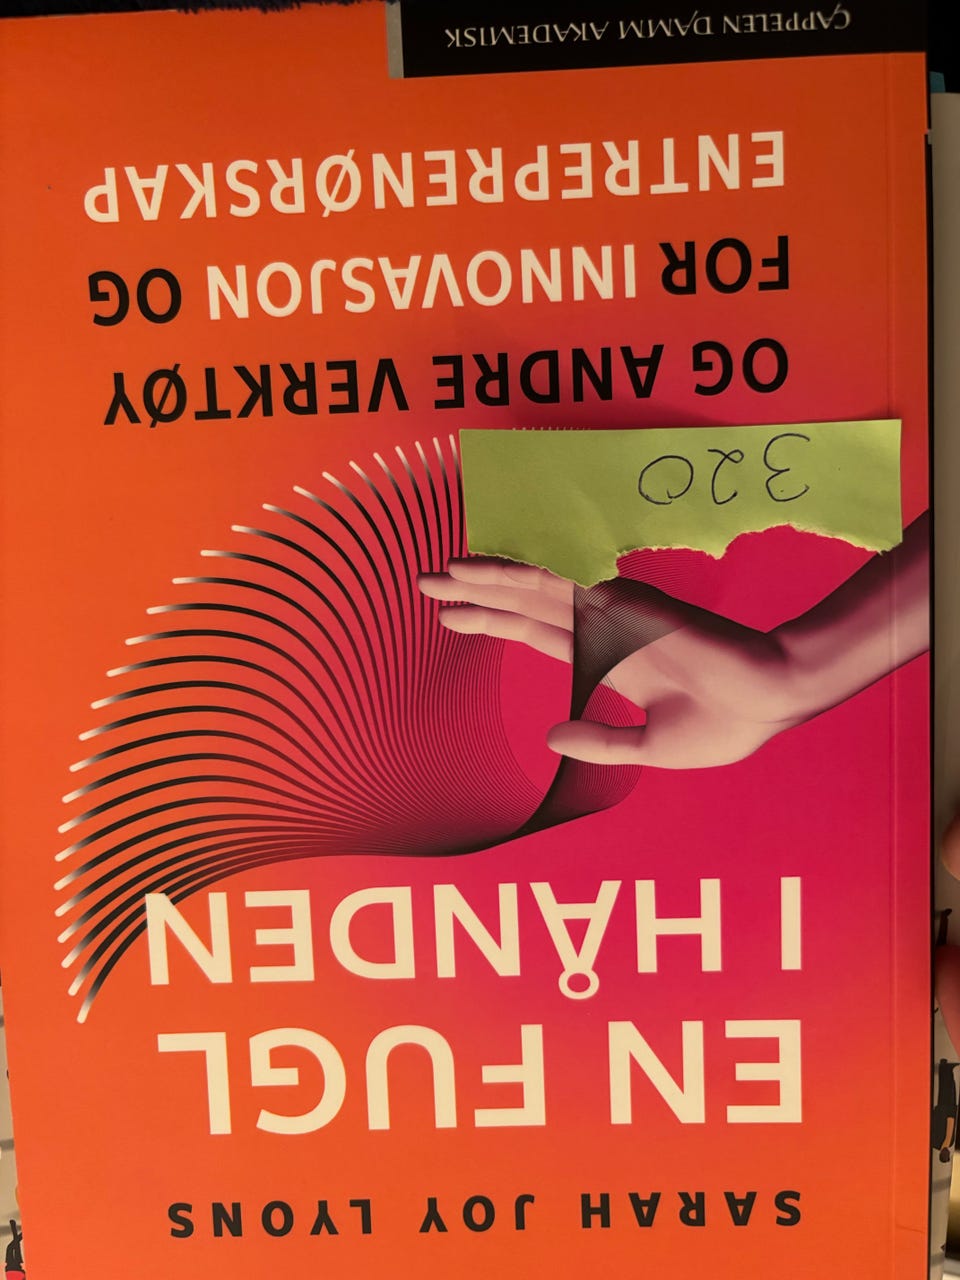 SARAH JOY LYONS
EN FUGL
I HÅNDEN
320
OG ANDRE VERKTØY
FOR INNOVASJON OG
ENTREPRENØRSKAP
CAPPELEN DAMM AKADEMISK